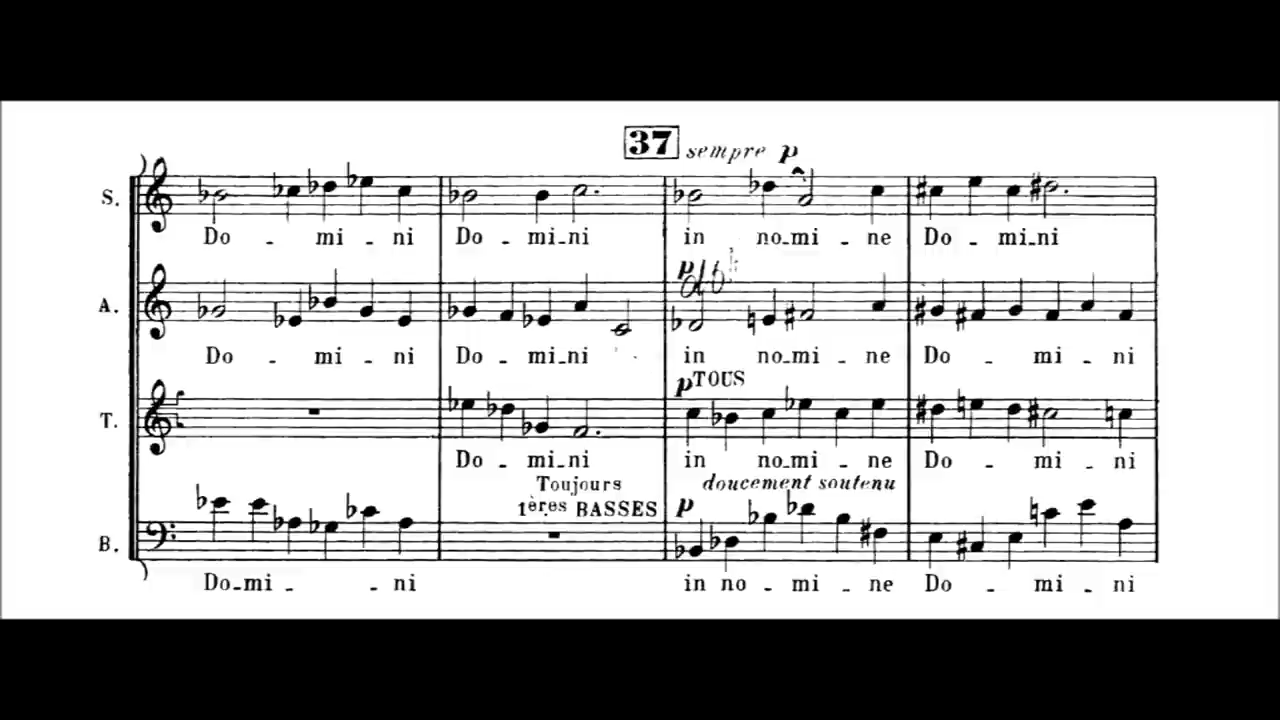 37 sempre p
S.
Do - mi - ni Do - mi - ni in no - mi - ne Do - mi - ni
p
A.
Do - mi - ni Do - mi - ni in no - mi - ne Do - mi - ni
p TOUS
T.
Do - mi - ni in no - mi - ne Do - mi - ni
Toujours doucement soutenu
1ères BASSES p
B.
Do - mi - ni in no - mi - ne Do - mi - ni